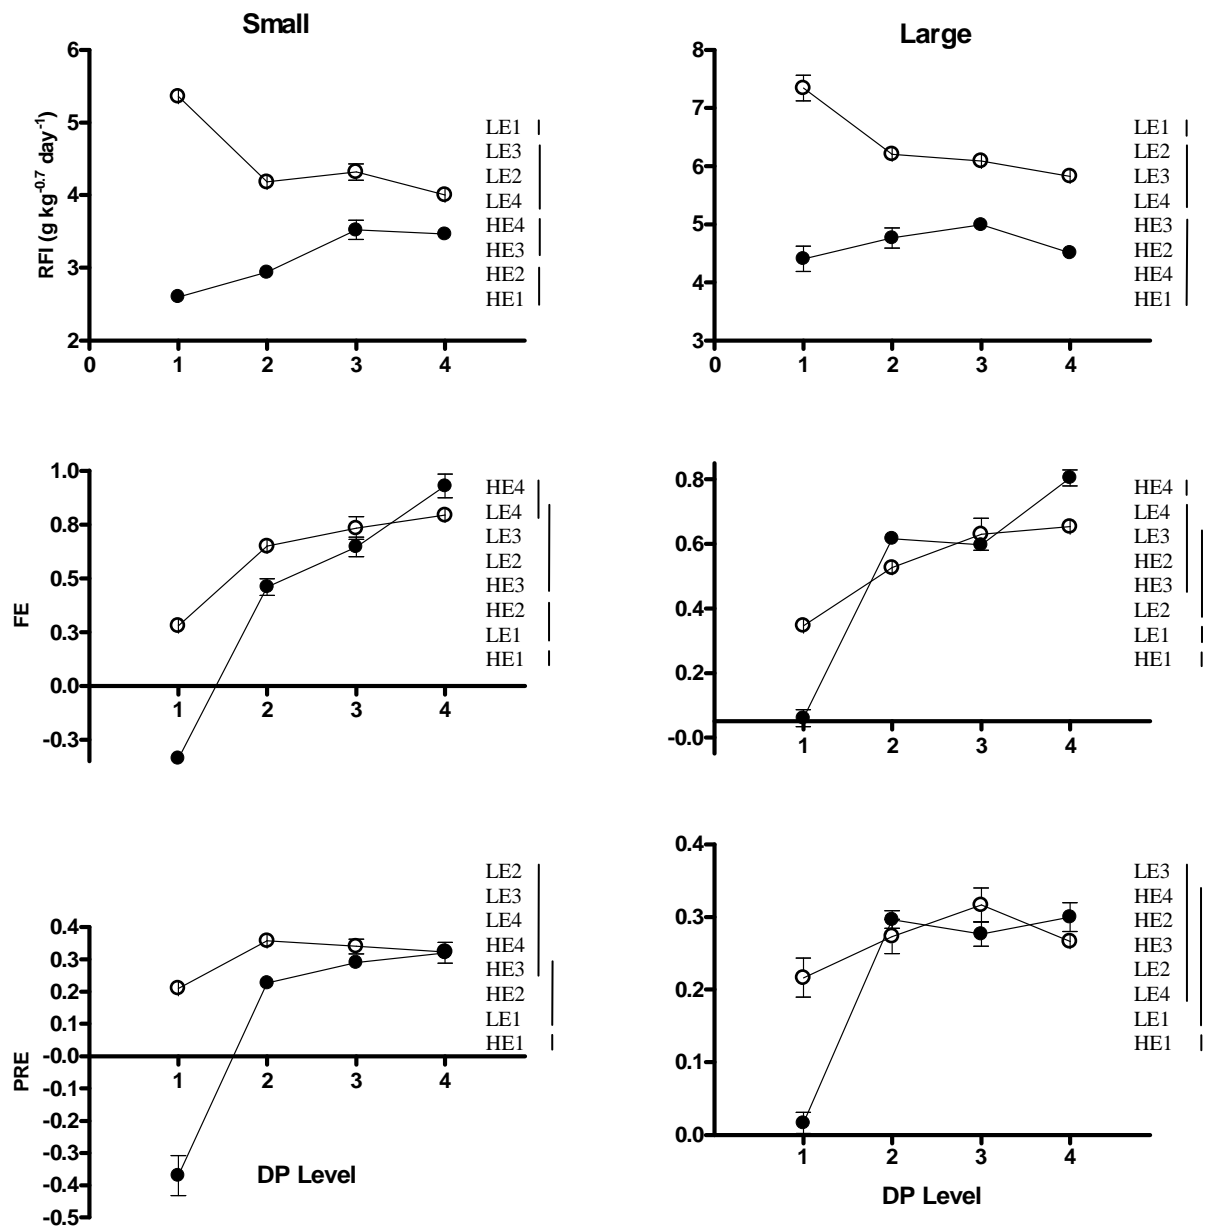 Small
6
5
4
3
2
0
1
2
3
4
RFI (g kg-0.7 day-1)
LE1
LE3
LE2
LE4
HE4
HE3
HE2
HE1
Large
8
7
6
5
4
3
0
1
2
3
4
LE1
LE2
LE3
LE4
HE3
HE2
HE4
HE1
1.0
0.8
0.5
0.3
0.0
-0.3
1
2
3
4
FE
HE4
LE4
LE3
LE2
HE3
HE2
LE1
HE1
0.8
0.6
0.4
0.2
-0.0
1
2
3
4
HE4
LE4
LE3
HE2
HE3
LE2
LE1
HE1
0.4
0.3
0.2
0.1
-0.0
-0.1
-0.2
-0.3
-0.4
-0.5
1
2
3
4
PRE
DP Level
LE2
LE3
LE4
HE4
HE3
HE2
LE1
HE1
0.4
0.3
0.2
0.1
0.0
1
2
3
4
DP Level
LE3
HE4
HE2
HE3
LE2
LE4
LE1
HE1